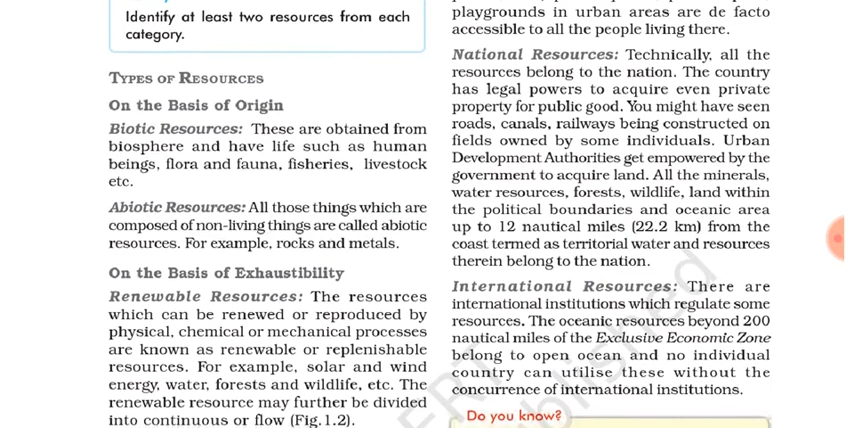 Identify at least two resources from each
category.
TYPES OF RESOURCES
On the Basis of Origin
Biotic Resources: These are obtained from
biosphere and have life such as human
beings, flora and fauna, fisheries, livestock
etc.
Abiotic Resources: All those things which are
composed of non-living things are called abiotic
resources. For example, rocks and metals.
On the Basis of Exhaustibility
Renewable Resources: The resources
which can be renewed or reproduced by
physical, chemical or mechanical processes
are known as renewable or replenishable
resources. For example, solar and wind
energy, water, forests and wildlife, etc. The
renewable resource may further be divided
into continuous or flow (Fig.1.2).
playgrounds in urban areas are de facto
accessible to all the people living there.
National Resources: Technically, all the
resources belong to the nation. The country
has legal powers to acquire even private
property for public good. You might have seen
roads, canals, railways being constructed on
fields owned by some individuals. Urban
Development Authorities get empowered by the
government to acquire land. All the minerals,
water resources, forests, wildlife, land within
the political boundaries and oceanic area
up to 12 nautical miles (22.2 km) from the
coast termed as territorial water and resources
therein belong to the nation.
International Resources: There are
international institutions which regulate some
resources. The oceanic resources beyond 200
nautical miles of the Exclusive Economic Zone
belong to open ocean and no individual
country can utilise these without the
concurrence of international institutions.
Do you know?